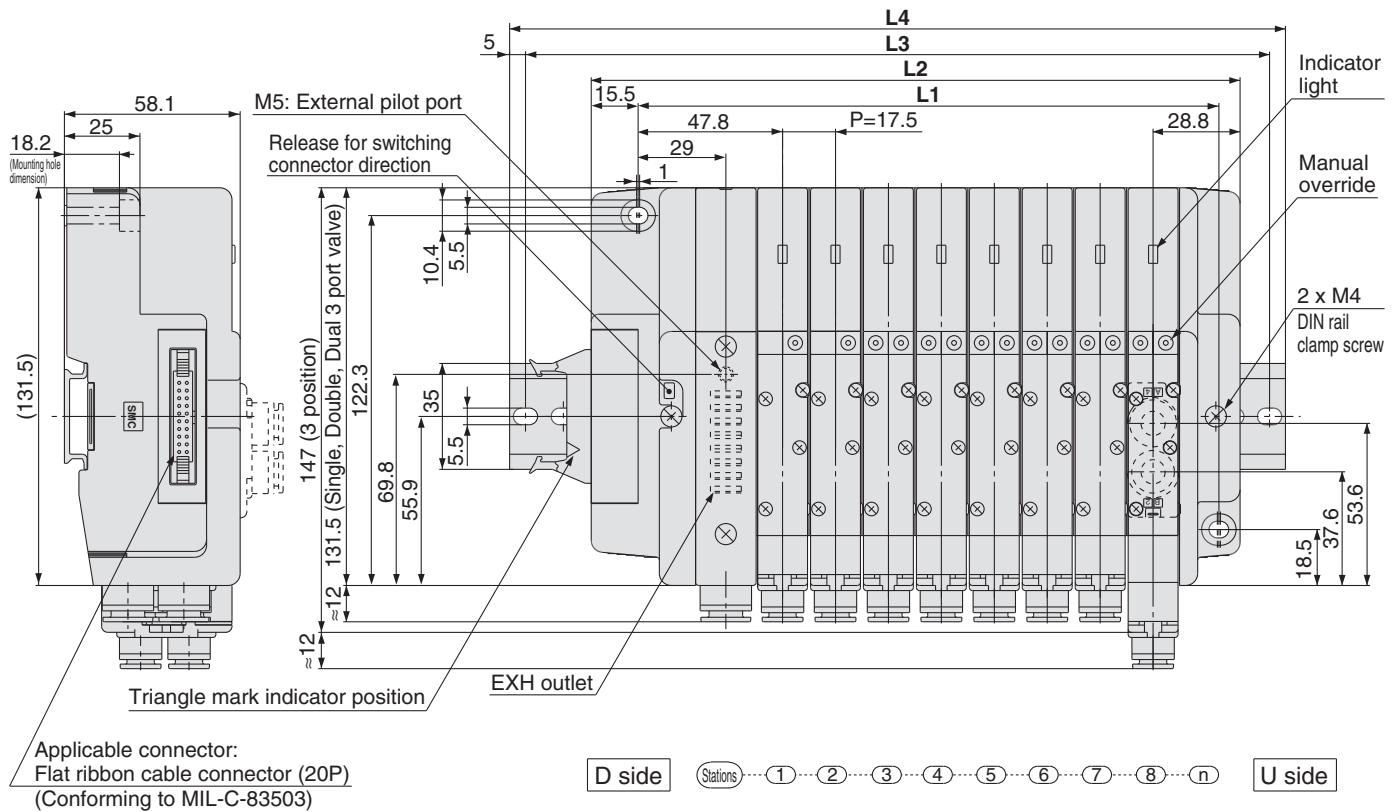 L4
5
L3
L2
Indicator
light
58.1
M5: External pilot port
15.5
L1
25
47.8
P=17.5
28.8
18.2
(Mounting hole
dimension)
Release for switching
connector direction
29
Manual
override
1
10.4
5.5
2 x M4
DIN rail
clamp screw
(131.5)
147 (3 position)
131.5 (Single, Double, Dual 3 port valve)
122.3
35
5.5
69.8
55.9
SMC
53.6
37.6
18.5
≈12
≈12
Triangle mark indicator position
EXH outlet
Applicable connector:
Flat ribbon cable connector (20P)
(Conforming to MIL-C-83503)
D side
Stations
1
2
3
4
5
6
7
8
n
U side